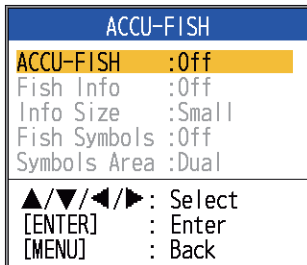 ACCU-FISH
ACCU-FISH :Off
Fish Info :Off
Info Size :Small
Fish Symbols :Off
Symbols Area :Dual
▲/▼/◀/▶: Select
[ENTER] : Enter
[MENU] : Back